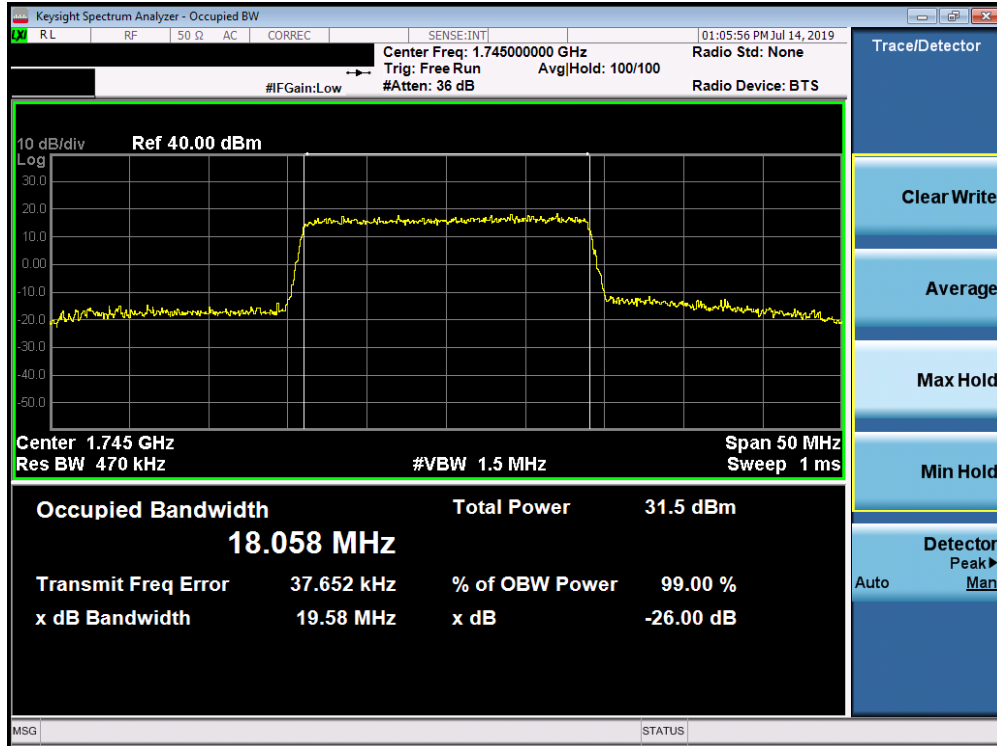 Keysight Spectrum Analyzer - Occupied BW
LXI RL RF 50 Ω AC CORREC SENSE:INT 01:05:56 PM Jul 14, 2019
Center Freq: 1.745000000 GHz Radio Std: None
Trig: Free Run Avg|Hold: 100/100
#IFGain:Low #Atten: 36 dB Radio Device: BTS
Trace/Detector
10 dB/div Ref 40.00 dBm
Log
30.0
20.0
10.0
0.00
-10.0
-20.0
-30.0
-40.0
-50.0
Center 1.745 GHz Span 50 MHz
Res BW 470 kHz #VBW 1.5 MHz Sweep 1 ms
Occupied Bandwidth Total Power 31.5 dBm
18.058 MHz
Transmit Freq Error 37.652 kHz % of OBW Power 99.00 %
x dB Bandwidth 19.58 MHz x dB -26.00 dB
Clear Write
Average
Max Hold
Min Hold
Detector
Peak▶
Auto Man
MSG STATUS